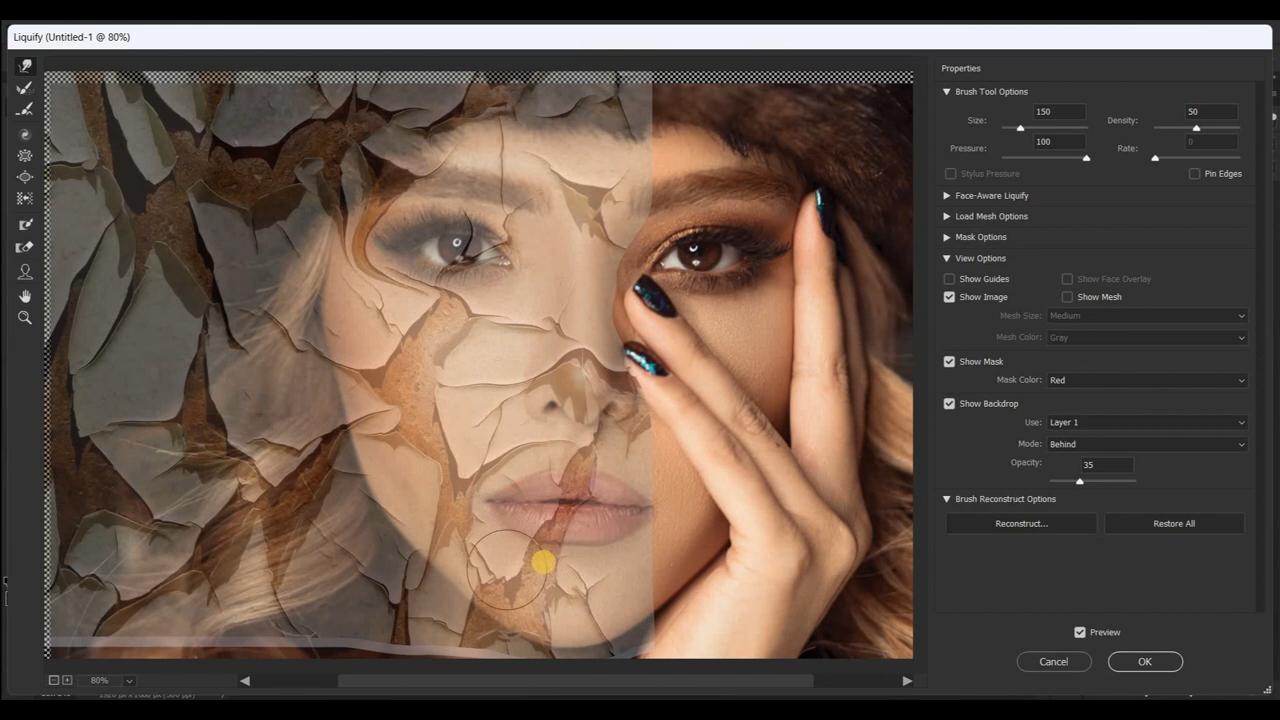 Liquify (Untitled-1 @ 80%)
Properties
Brush Tool Options
Size: 150 Density: 50
Pressure: 100 Rate: 0
Stylus Pressure Pin Edges
Face-Aware Liquify
Load Mesh Options
Mask Options
View Options
Show Guides Show Face Overlay
Show Image Show Mesh
Mesh Size: Medium
Mesh Color: Gray
Show Mask
Mask Color: Red
Show Backdrop
Use: Layer 1
Mode: Behind
Opacity: 35
Brush Reconstruct Options
Reconstruct... Restore All
Preview
Cancel OK
80%